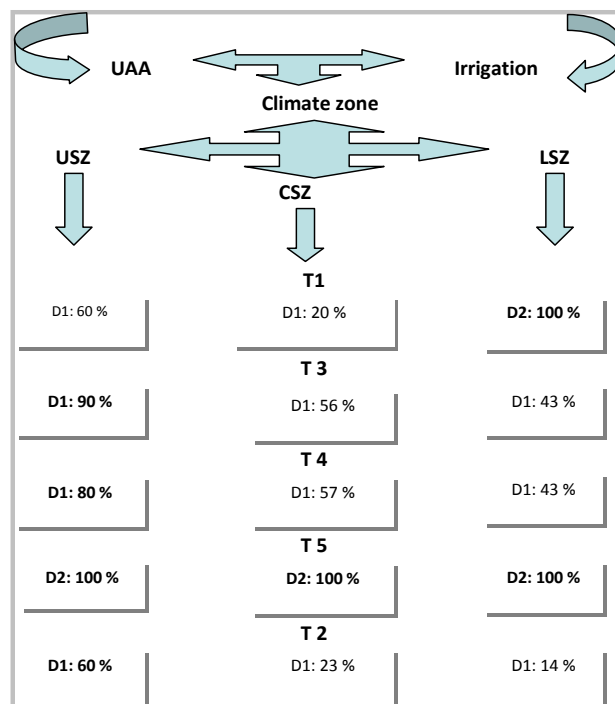 UAA
Irrigation
Climate zone
USZ
LSZ
CSZ
T1
D1: 60 %
D1: 20 %
D2: 100 %
T 3
D1: 90 %
D1: 56 %
D1: 43 %
T 4
D1: 80 %
D1: 57 %
D1: 43 %
T 5
D2: 100 %
D2: 100 %
D2: 100 %
T 2
D1: 60 %
D1: 23 %
D1: 14 %